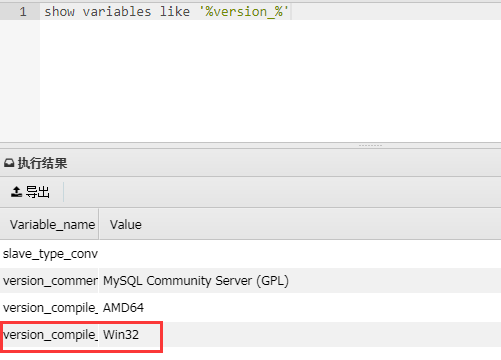 1 show variables like '%version_%'
执行结果
导出
Variable_name Value
slave_type_conv
version_commer MySQL Community Server (GPL)
version_compile_ AMD64
version_compile_ Win32